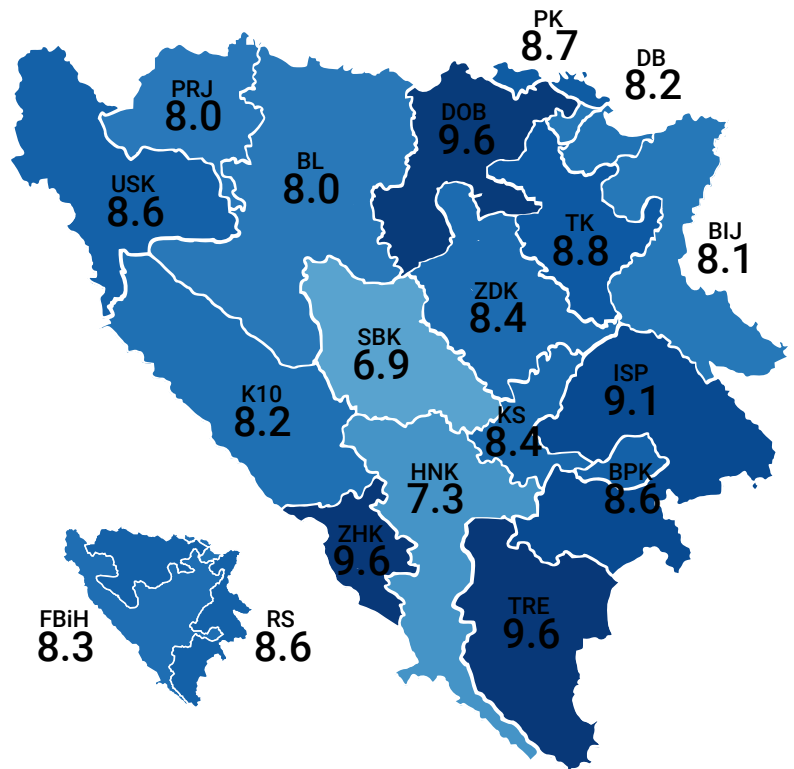 PK
8.7
DB
8.2
PRJ
8.0
DOB
9.6
BL
8.0
USK
8.6
TK
8.8
BIJ
8.1
ZDK
8.4
SBK
6.9
ISP
9.1
K10
8.2
KS
8.4
HNK
7.3
BPK
8.6
ZHK
9.6
TRE
9.6
FBiH
8.3
RS
8.6